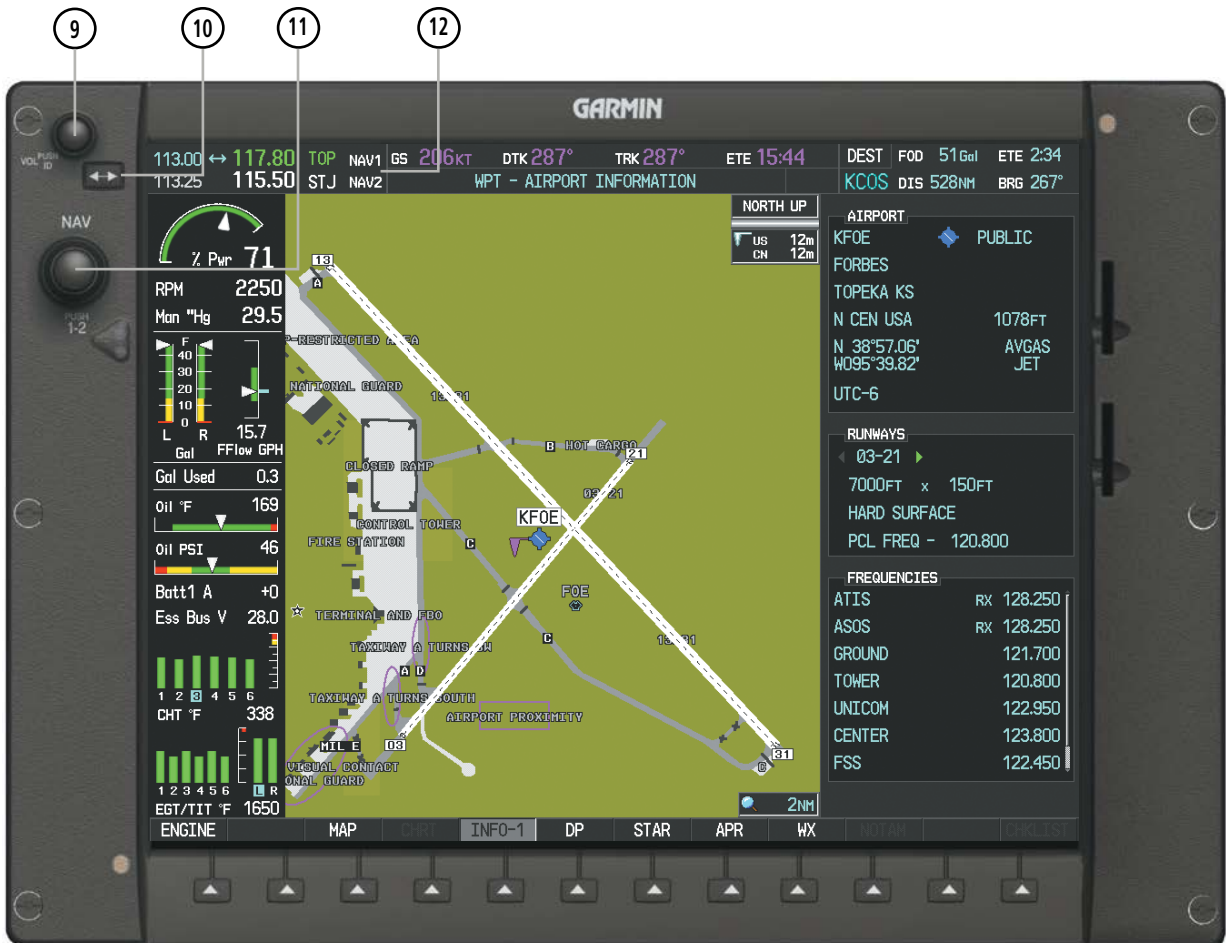 9 10 11 12
GARMIN
VOL PUSH ID
113.00 ↔ 117.80 TOP NAV1 GS 206KT DTK 287° TRK 287° ETE 15:44 DEST FOD 51Gal ETE 2:34
113.25 115.50 STJ NAV2 WPT - AIRPORT INFORMATION KCOS DIS 528NM BRG 267°
NAV
PUSH 1-2
% Pwr 71
RPM 2250
Man "Hg 29.5
F
40
30
20
10
0
L R
Gal
15.7
FFlow GPH
Gal Used 0.3
Oil °F 169
Oil PSI 46
Batt1 A +0
Ess Bus V 28.0
1 2 3 4 5 6
CHT °F 338
1 2 3 4 5 6 L R
EGT/TIT °F 1650
NORTH UP
US 12m
CN 12m
13
A
P-RESTRICTED AREA
NATIONAL GUARD
13-31
B HOT CARGO
21
CLOSED RAMP
03-21
CONTROL TOWER
KFOE
FIRE STATION
C
FOE
TERMINAL AND FBO
C
13-31
TAXIWAY A TURNS SW
A D
TAXIWAY A TURNS SOUTH
AIRPORT PROXIMITY
MIL E
03
31
VISUAL CONTACT
C
ONAL GUARD
2NM
AIRPORT
KFOE PUBLIC
FORBES
TOPEKA KS
N CEN USA 1078FT
N 38°57.06' AVGAS
W095°39.82' JET
UTC-6
RUNWAYS
03-21
7000FT x 150FT
HARD SURFACE
PCL FREQ - 120.800
FREQUENCIES
ATIS RX 128.250
ASOS RX 128.250
GROUND 121.700
TOWER 120.800
UNICOM 122.950
CENTER 123.800
FSS 122.450
ENGINE MAP CHRT INFO-1 DP STAR APR WX NOTAM CHKLIST